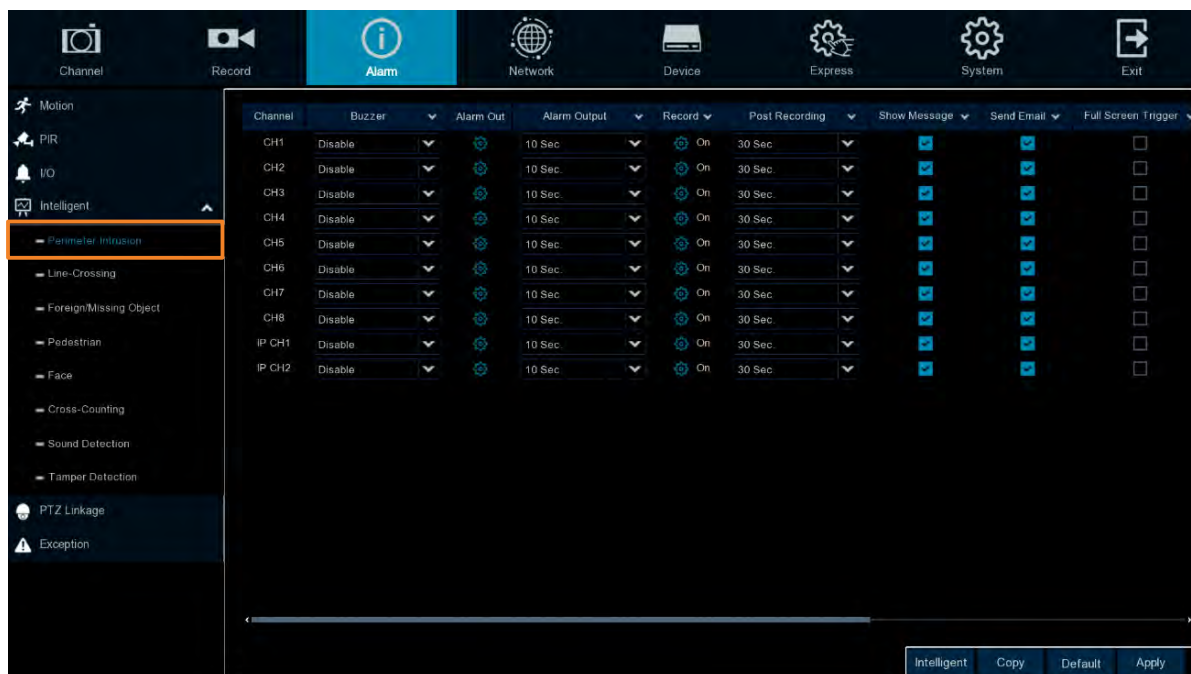 Channel Record Alarm Network Device Express System Exit
Motion
PIR
I/O
Intelligent
Perimeter Intrusion
Line-Crossing
Foreign/Missing Object
Pedestrian
Face
Cross-Counting
Sound Detection
Tamper Detection
PTZ Linkage
Exception
Channel Buzzer Alarm Out Alarm Output Record Post Recording Show Message Send Email Full Screen Trigger
CH1 Disable 10 Sec. On 30 Sec.
CH2 Disable 10 Sec. On 30 Sec.
CH3 Disable 10 Sec. On 30 Sec.
CH4 Disable 10 Sec. On 30 Sec.
CH5 Disable 10 Sec. On 30 Sec.
CH6 Disable 10 Sec. On 30 Sec.
CH7 Disable 10 Sec. On 30 Sec.
CH8 Disable 10 Sec. On 30 Sec.
IP CH1 Disable 10 Sec. On 30 Sec.
IP CH2 Disable 10 Sec. On 30 Sec.
Intelligent Copy Default Apply